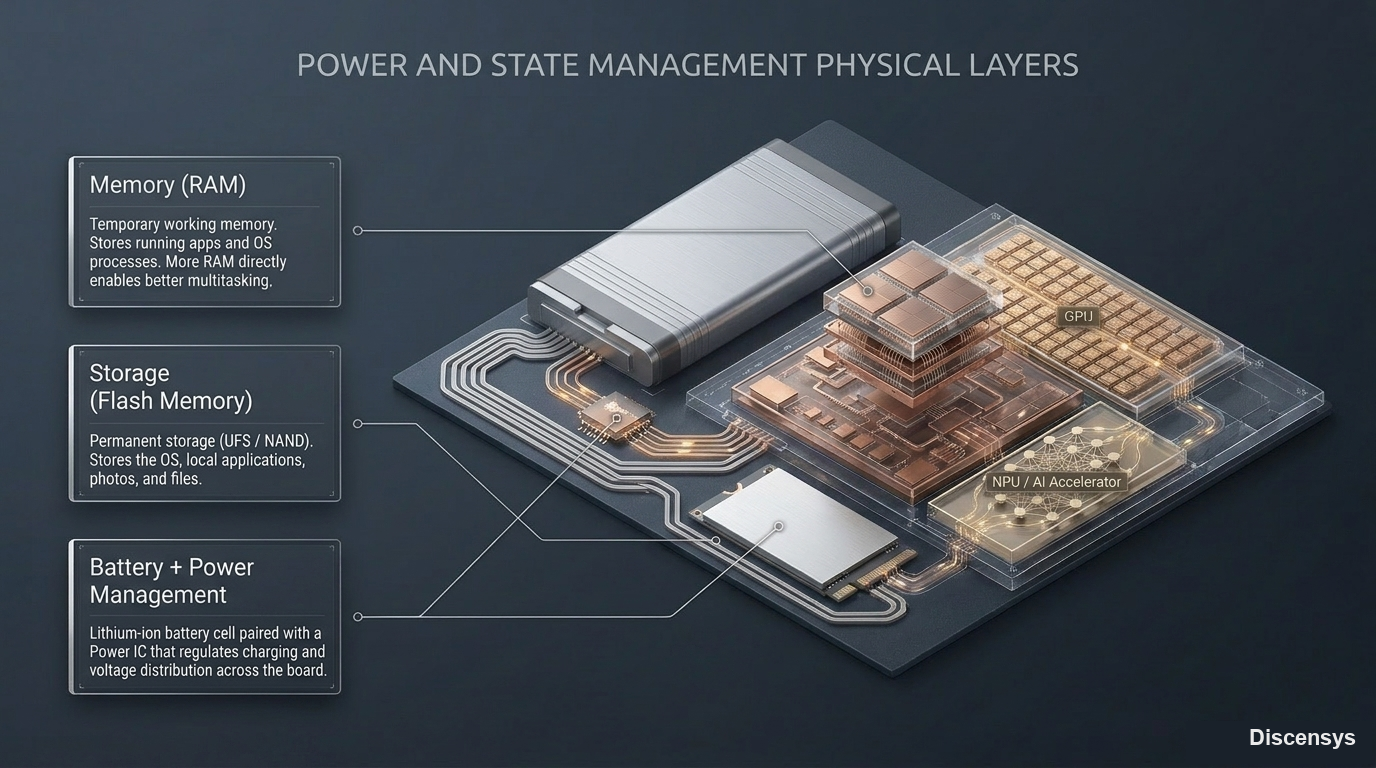 POWER AND STATE MANAGEMENT PHYSICAL LAYERS
Memory (RAM)
Temporary working memory.
Stores running apps and OS
processes. More RAM directly
enables better multitasking.
Storage
(Flash Memory)
Permanent storage (UFS / NAND).
Stores the OS, local applications,
photos, and files.
Battery + Power
Management
Lithium-ion battery cell paired with a
Power IC that regulates charging and
voltage distribution across the board.
GPIJ
NPU / AI Accelerator
Discensys